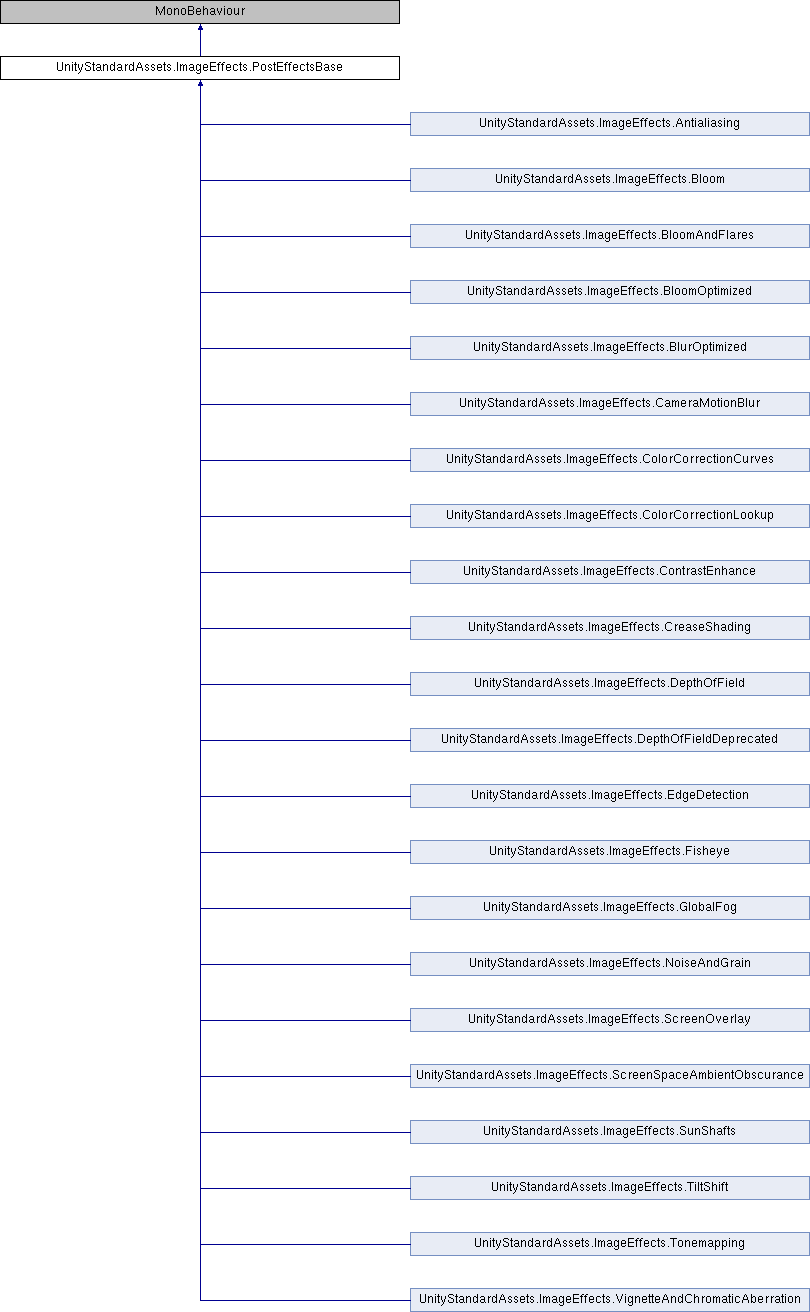 MonoBehaviour
UnityStandardAssets.ImageEffects.PostEffectsBase
UnityStandardAssets.ImageEffects.Antialiasing
UnityStandardAssets.ImageEffects.Bloom
UnityStandardAssets.ImageEffects.BloomAndFlares
UnityStandardAssets.ImageEffects.BloomOptimized
UnityStandardAssets.ImageEffects.BlurOptimized
UnityStandardAssets.ImageEffects.CameraMotionBlur
UnityStandardAssets.ImageEffects.ColorCorrectionCurves
UnityStandardAssets.ImageEffects.ColorCorrectionLookup
UnityStandardAssets.ImageEffects.ContrastEnhance
UnityStandardAssets.ImageEffects.CreaseShading
UnityStandardAssets.ImageEffects.DepthOfField
UnityStandardAssets.ImageEffects.DepthOfFieldDeprecated
UnityStandardAssets.ImageEffects.EdgeDetection
UnityStandardAssets.ImageEffects.Fisheye
UnityStandardAssets.ImageEffects.GlobalFog
UnityStandardAssets.ImageEffects.NoiseAndGrain
UnityStandardAssets.ImageEffects.ScreenOverlay
UnityStandardAssets.ImageEffects.ScreenSpaceAmbientObscurance
UnityStandardAssets.ImageEffects.SunShafts
UnityStandardAssets.ImageEffects.TiltShift
UnityStandardAssets.ImageEffects.Tonemapping
UnityStandardAssets.ImageEffects.VignetteAndChromaticAberration